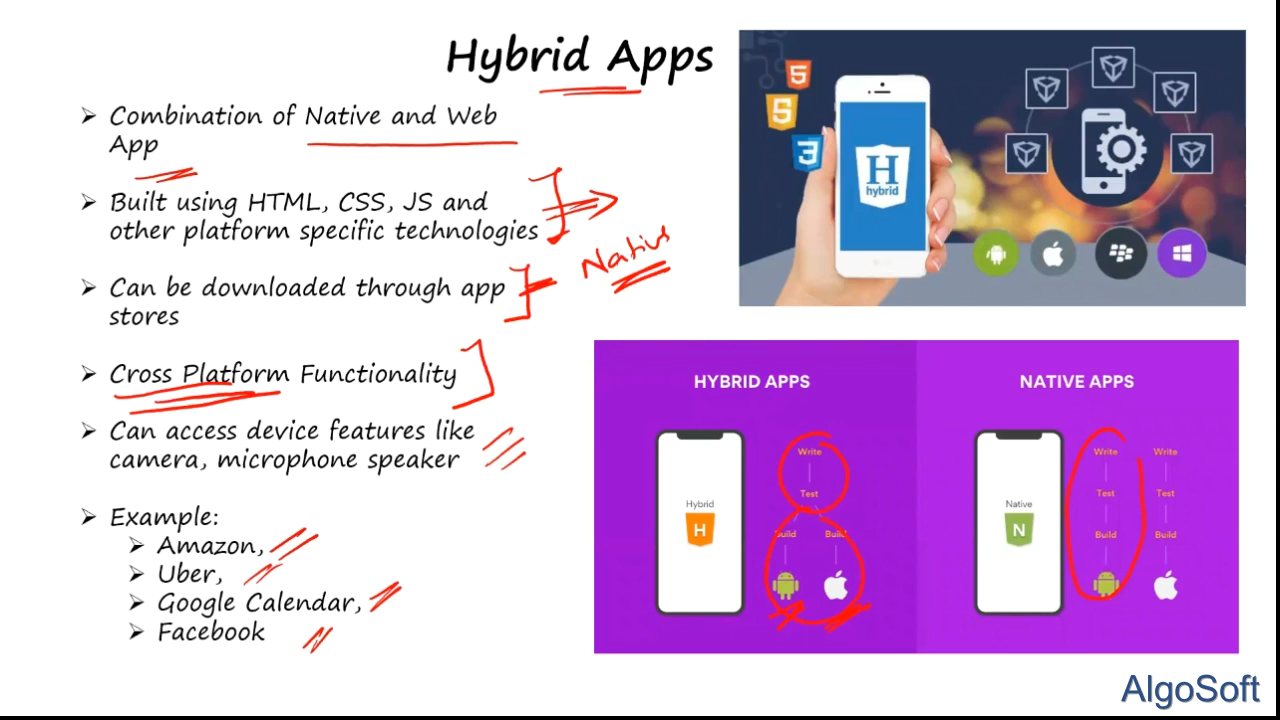 Hybrid Apps
➢ Combination of Native and Web
App
➢ Built using HTML, CSS, JS and
other platform specific technologies
Native
➢ Can be downloaded through app
stores
➢ Cross Platform Functionality
➢ Can access device features like
camera, microphone speaker
➢ Example:
➢ Amazon,
➢ Uber,
➢ Google Calendar,
➢ Facebook
5
5
3
H
hybrid
HYBRID APPS
Hybrid
H
Write
Test
Build Build
NATIVE APPS
Native
N
Write Write
Test Test
Build Build
AlgoSoft